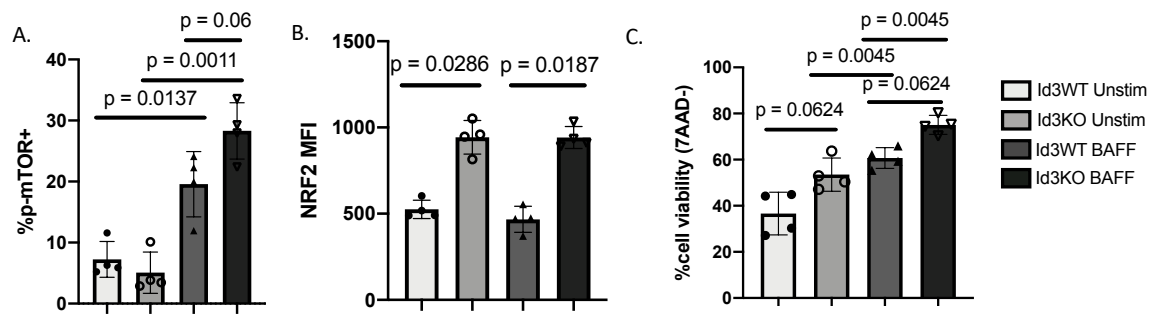 A.
p = 0.06
p = 0.0011
p = 0.0137
%p-mTOR+
40
30
20
10
0
B.
p = 0.0286
p = 0.0187
NRF2 MFI
1500
1000
500
0
C.
p = 0.0045
p = 0.0045
p = 0.0624
p = 0.0624
%cell viability (7AAD-)
100
80
60
40
20
0
Id3WT Unstim
Id3KO Unstim
Id3WT BAFF
Id3KO BAFF